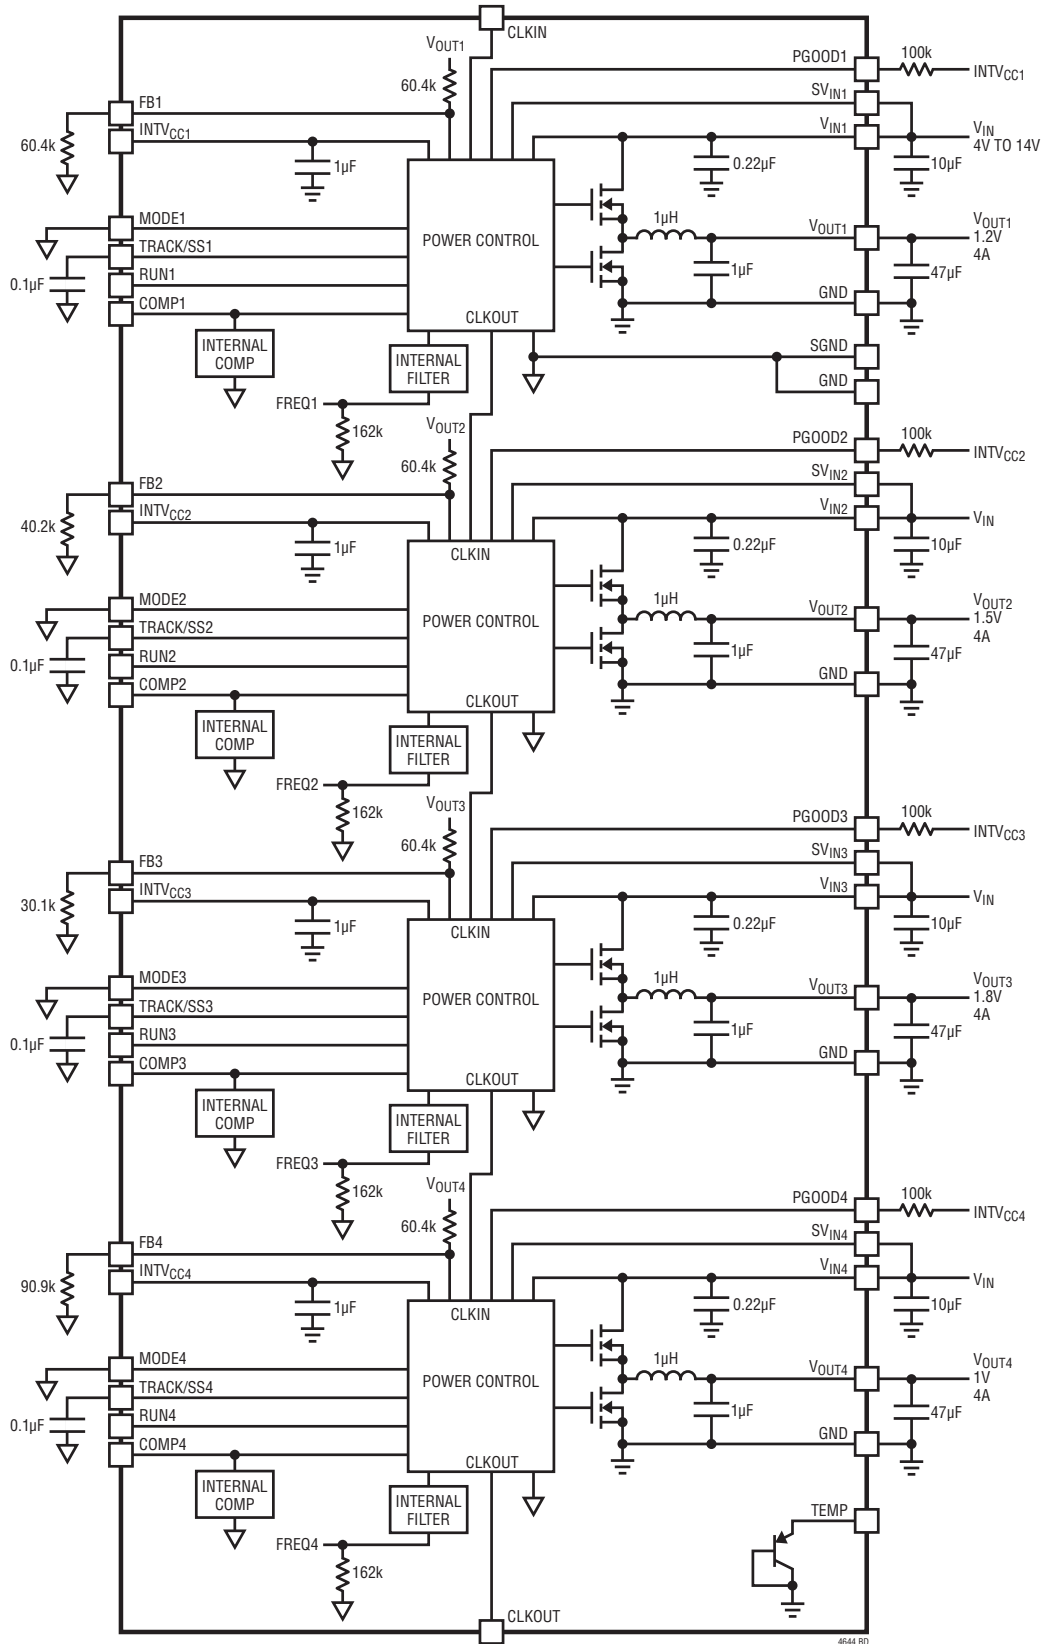 CLKIN
VOUT1
60.4k
PGOOD1
100k
INTVCC1
SVIN1
FB1
INTVCC1
60.4k
1µF
VIN1
VIN
4V TO 14V
0.22µF
10µF
MODE1
TRACK/SS1
0.1µF
RUN1
COMP1
POWER CONTROL
CLKOUT
1µH
VOUT1
VOUT1
1.2V
4A
1µF
47µF
GND
INTERNAL
COMP
INTERNAL
FILTER
SGND
GND
FREQ1
162k
VOUT2
60.4k
PGOOD2
100k
INTVCC2
SVIN2
FB2
INTVCC2
40.2k
1µF
VIN2
VIN
0.22µF
10µF
CLKIN
MODE2
TRACK/SS2
0.1µF
RUN2
COMP2
POWER CONTROL
CLKOUT
1µH
VOUT2
VOUT2
1.5V
4A
1µF
47µF
GND
INTERNAL
COMP
INTERNAL
FILTER
FREQ2
162k
VOUT3
60.4k
PGOOD3
100k
INTVCC3
SVIN3
FB3
INTVCC3
30.1k
1µF
VIN3
VIN
0.22µF
10µF
CLKIN
MODE3
TRACK/SS3
0.1µF
RUN3
COMP3
POWER CONTROL
CLKOUT
1µH
VOUT3
VOUT3
1.8V
4A
1µF
47µF
GND
INTERNAL
COMP
INTERNAL
FILTER
FREQ3
162k
VOUT4
60.4k
PGOOD4
100k
INTVCC4
SVIN4
FB4
INTVCC4
90.9k
1µF
VIN4
VIN
0.22µF
10µF
CLKIN
MODE4
TRACK/SS4
0.1µF
RUN4
COMP4
POWER CONTROL
CLKOUT
1µH
VOUT4
VOUT4
1V
4A
1µF
47µF
GND
INTERNAL
COMP
INTERNAL
FILTER
FREQ4
162k
TEMP
CLKOUT
4644 BD